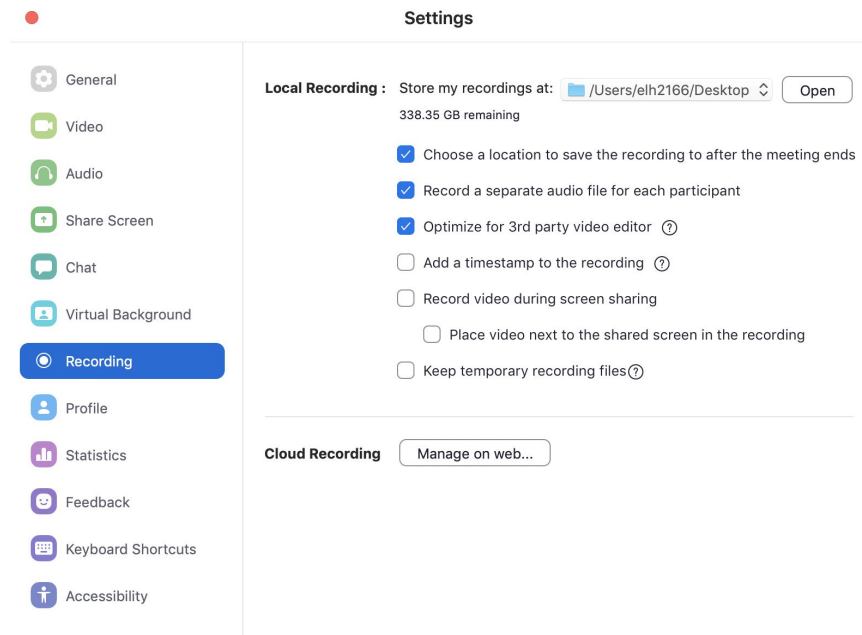 Settings
General
Video
Audio
Share Screen
Chat
Virtual Background
Recording
Profile
Statistics
Feedback
Keyboard Shortcuts
Accessibility
Local Recording : Store my recordings at: /Users/elh2166/Desktop Open
338.35 GB remaining
Choose a location to save the recording to after the meeting ends
Record a separate audio file for each participant
Optimize for 3rd party video editor ?
Add a timestamp to the recording ?
Record video during screen sharing
Place video next to the shared screen in the recording
Keep temporary recording files ?
Cloud Recording Manage on web...